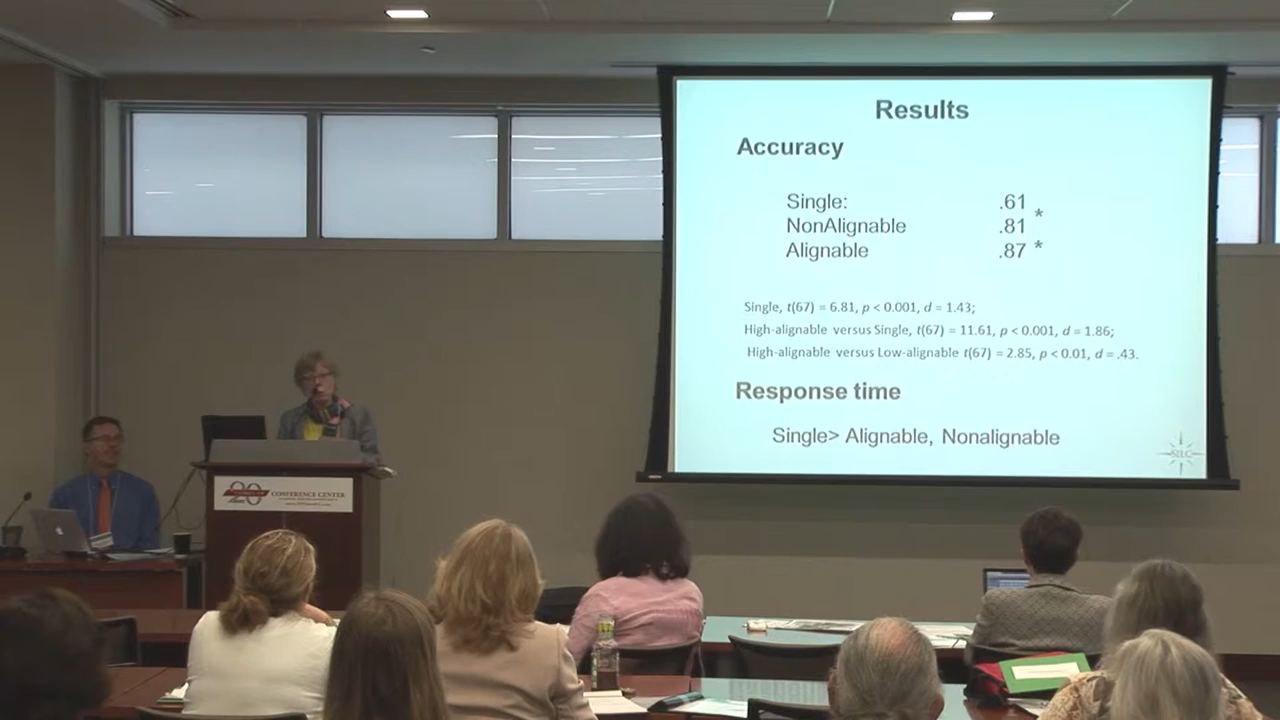 Results
Accuracy
Single: .61
*
NonAlignable .81
Alignable .87 *
Single, t(67) = 6.81, p < 0.001, d = 1.43;
High-alignable versus Single, t(67) = 11.61, p < 0.001, d = 1.86;
High-alignable versus Low-alignable t(67) = 2.85, p < 0.01, d = .43.
Response time
Single> Alignable, Nonalignable
SILC
20
CONFERENCE CENTER